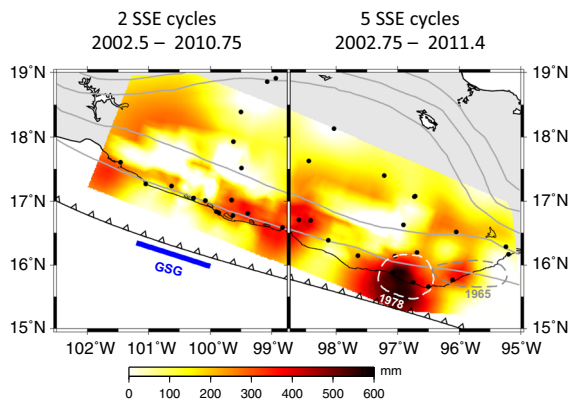 2 SSE cycles
2002.5 – 2010.75
5 SSE cycles
2002.75 – 2011.4
19°N
18°N
17°N
16°N
15°N
19°N
18°N
17°N
16°N
15°N
GSG
1978
1965
102°W
101°W
100°W
99°W
98°W
97°W
96°W
95°W
0
100
200
300
400
500
600
mm